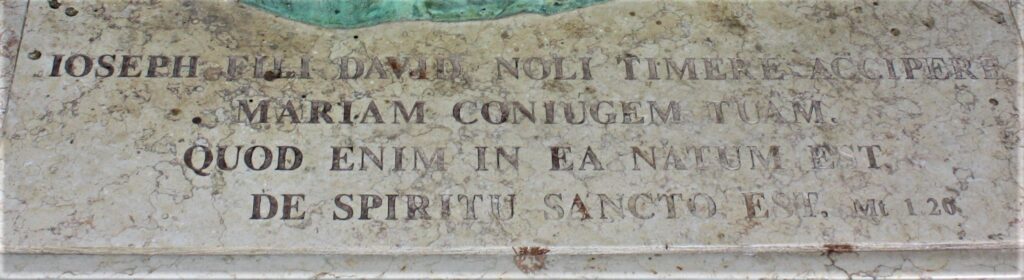 IOSEPH FILI DAVID, NOLI TIMERE ACCIPERE
MARIAM CONIUGEM TUAM.
QUOD ENIM IN EA NATUM EST,
DE SPIRITU SANCTO EST. Mt 1.20.